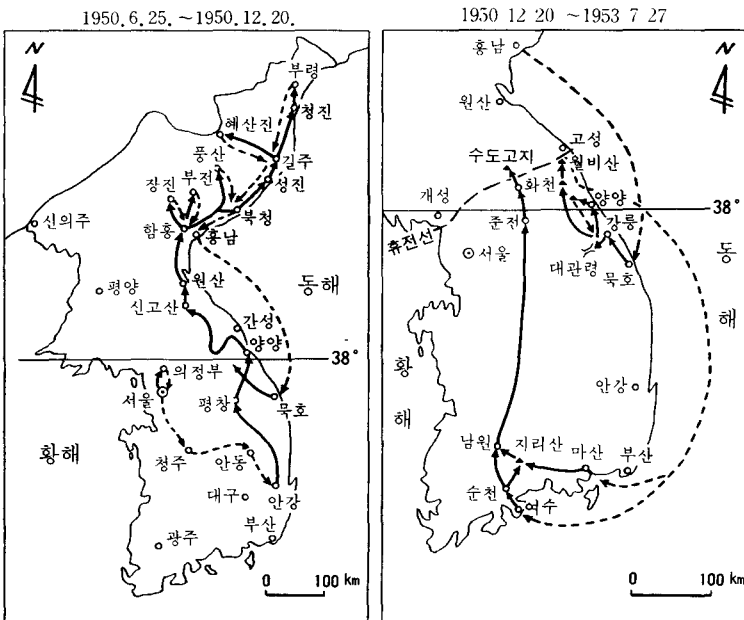 1950.6.25. ~1950.12.20.
N
부령
청진
혜산진
풍산
길주
장진
부전
성진
신의주
함흥
북청
흥남
원산
평양
신고산
동해
간성
양양
38°
의정부
서울
평창
묵호
황해
청주
안동
대구
안강
부산
광주
0 100 km
1950 12 20 ~1953 7 27
N
흥남
원산
수도고지
고성
월비산
화천
개성
양양
38°
휴전선
준저
강릉
서울
대관령
묵호
동해
황해
안강
남원
지리산
마산
부산
순천
여수
0 100 km